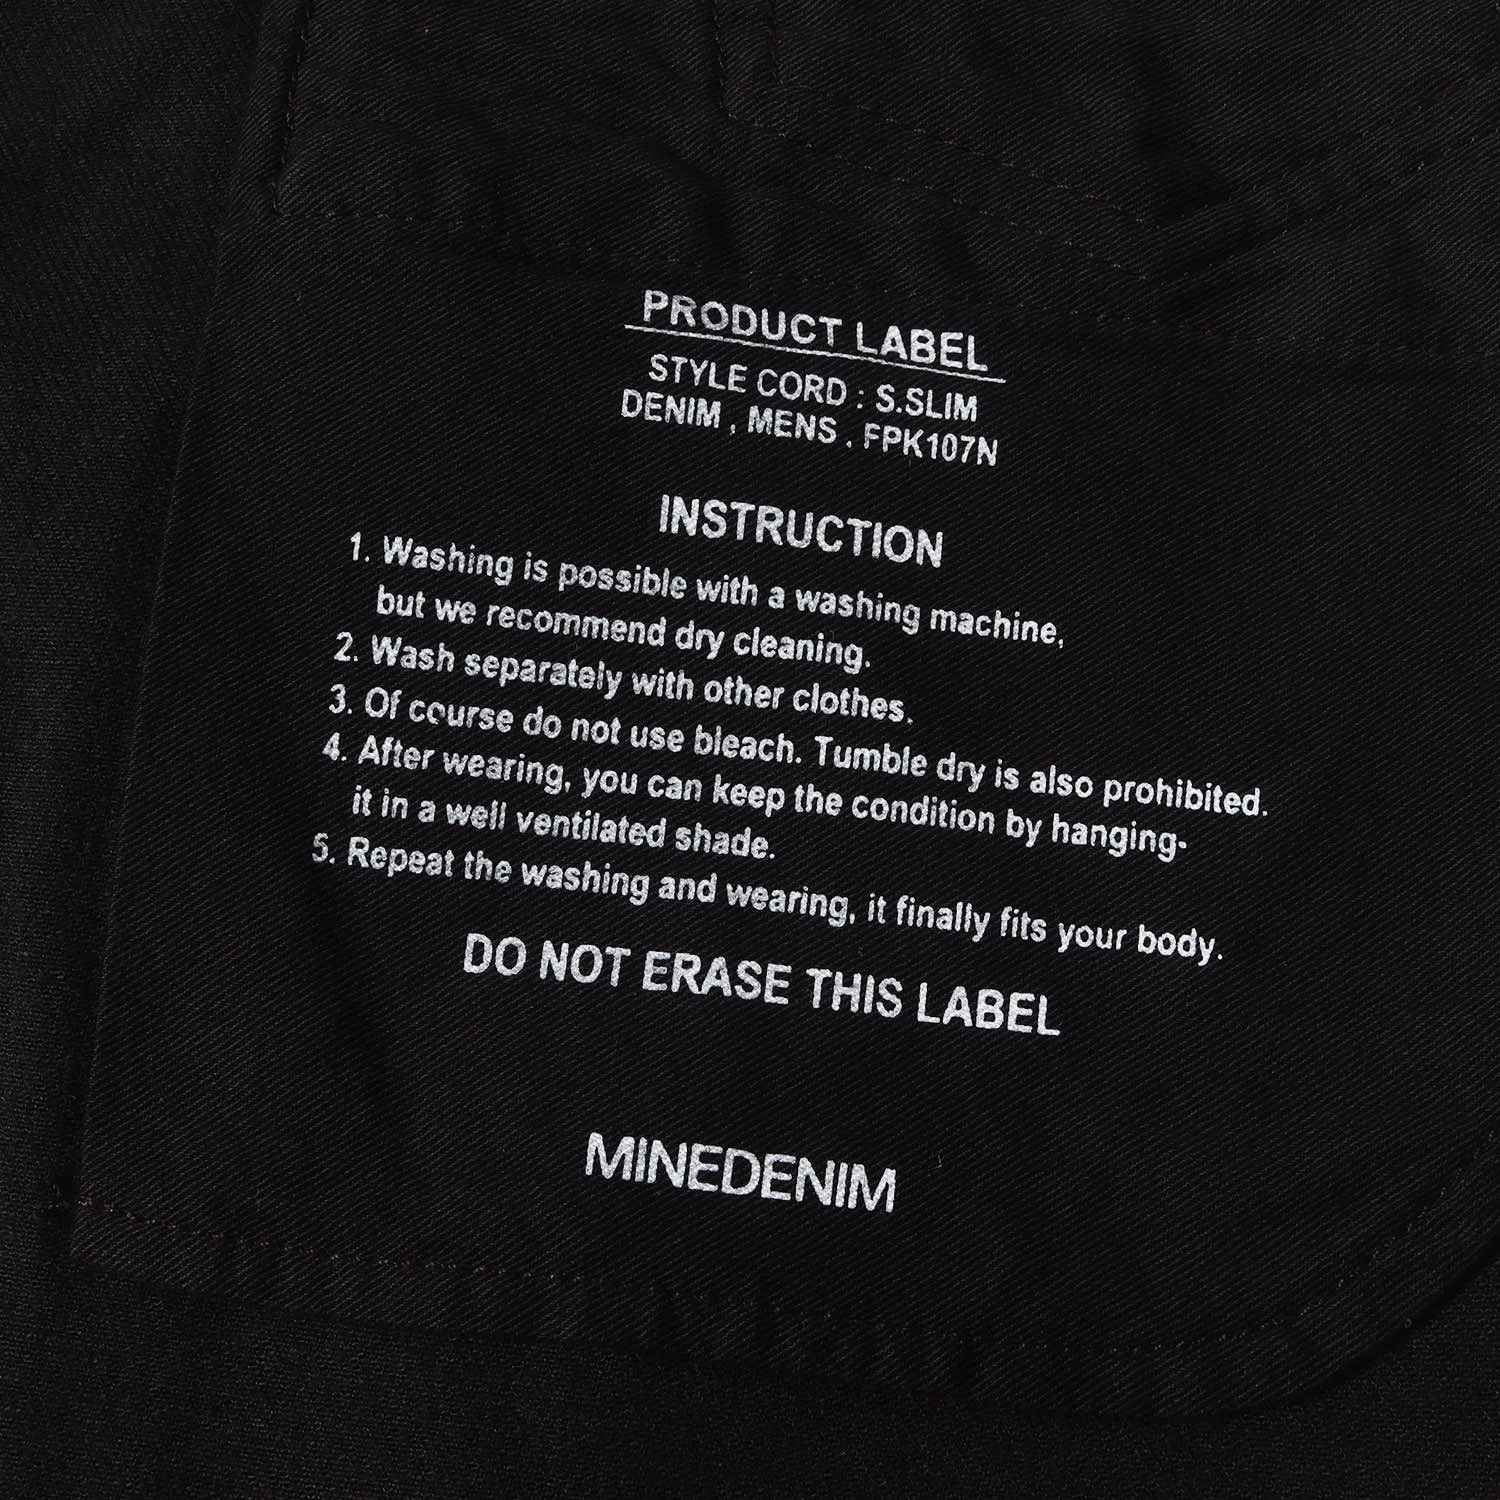 PRODUCT LABEL
STYLE CORD : S.SLIM
DENIM , MENS . FPK107N
INSTRUCTION
1. Washing is possible with a washing machine,
but we recommend dry cleaning.
2. Wash separately with other clothes.
3. Of course do not use bleach. Tumble dry is also prohibited.
4. After wearing, you can keep the condition by hanging-
it in a well ventilated shade.
5. Repeat the washing and wearing, it finally fits your body.
DO NOT ERASE THIS LABEL
MINEDENIM